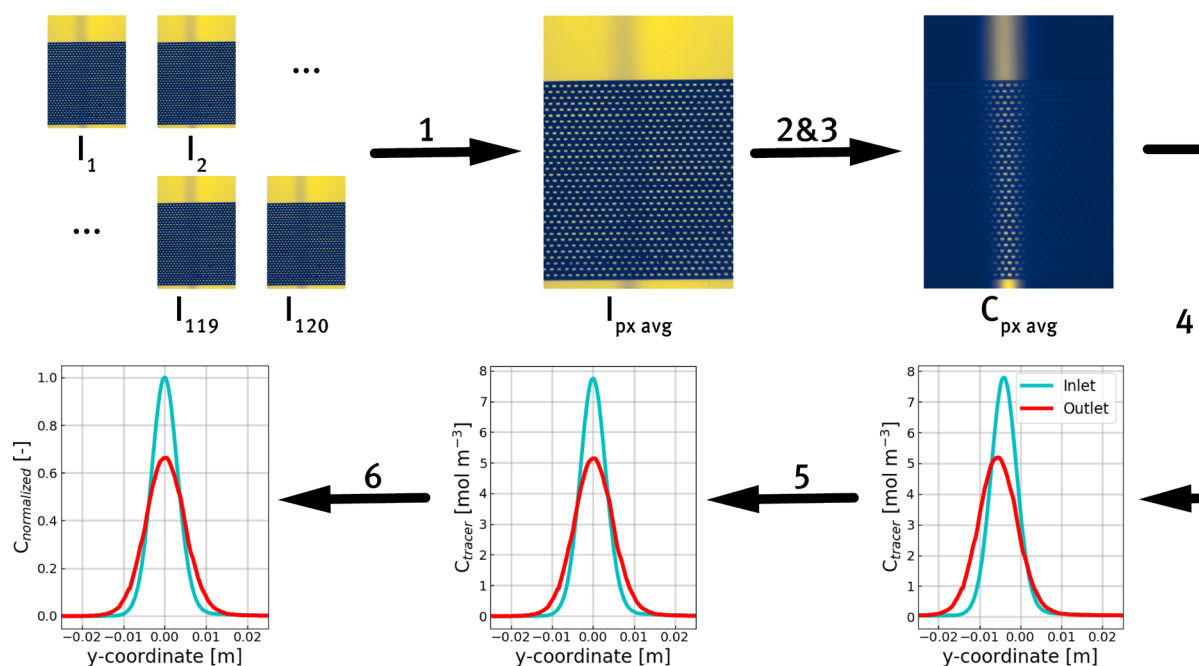 ...
I1
I2
...
I119
I120
1
Ipx avg
2&3
Cpx avg
4
Inlet
Outlet
8
7
6
5
4
3
2
1
0
Ctracer [mol m−3]
−0.02 −0.01 0.00 0.01 0.02
y-coordinate [m]
5
8
7
6
5
4
3
2
1
0
Ctracer [mol m−3]
−0.02 −0.01 0.00 0.01 0.02
y-coordinate [m]
6
1.0
0.8
0.6
0.4
0.2
0.0
Cnormalized [-]
−0.02 −0.01 0.00 0.01 0.02
y-coordinate [m]